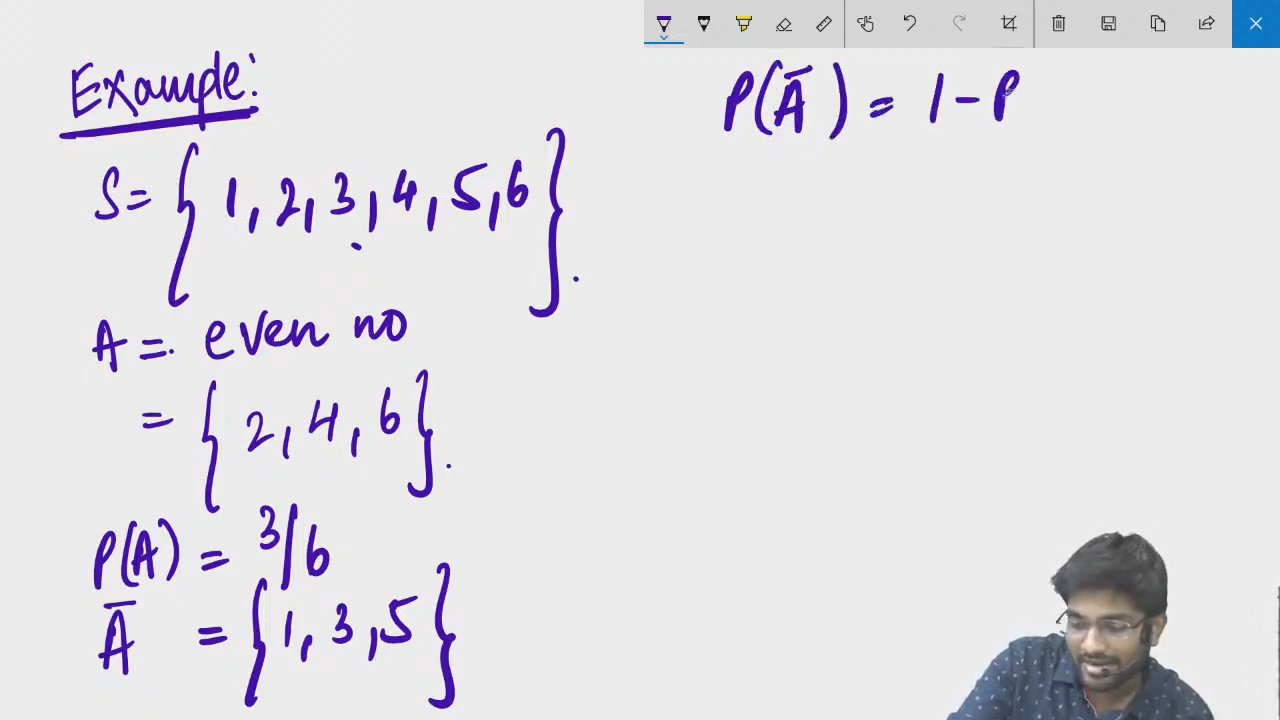 Example:
S = { 1, 2, 3, 4, 5, 6 }.
A = even no
= { 2, 4, 6 }.
P(A) = 3/6
Ā = { 1, 3, 5 }
P(Ā) = 1 - P